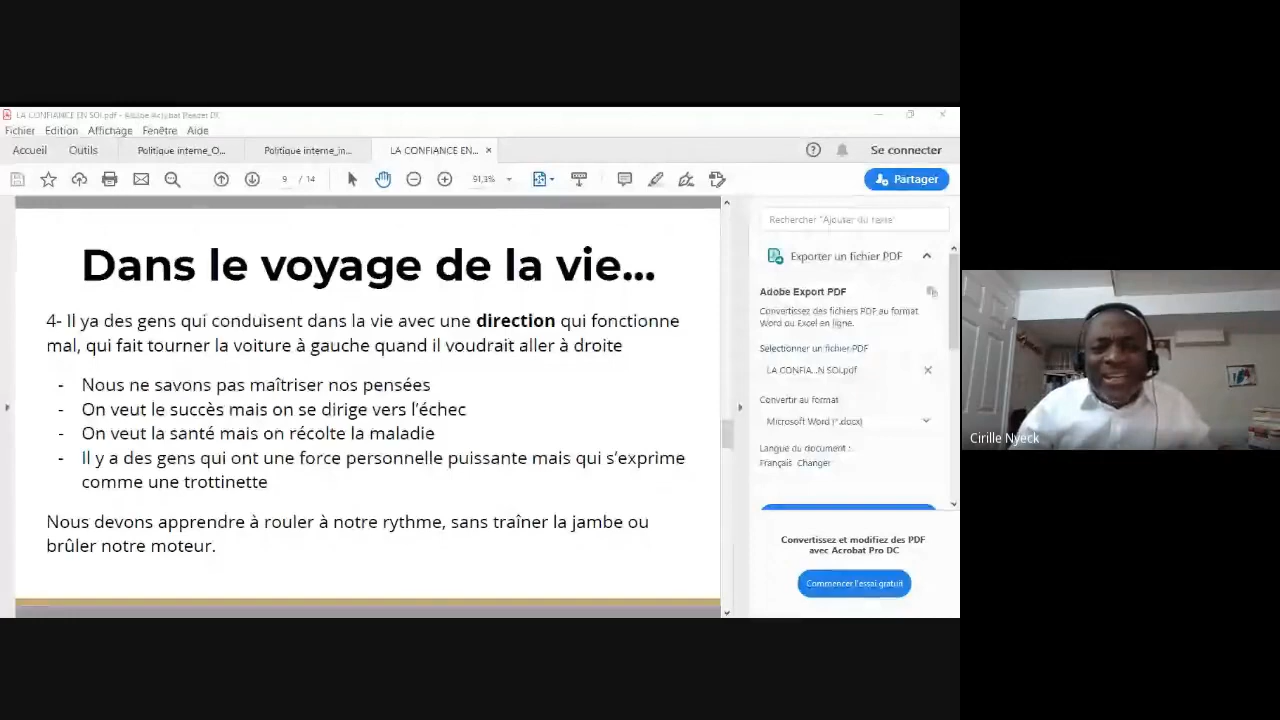 LA CONFIANCE EN SOI.pdf - Adobe Acrobat Reader DC
Fichier Edition Affichage Fenêtre Aide
Accueil Outils Politique interne_O... Politique interne_in... LA CONFIANCE EN... × Se connecter
9 / 14 91,3% Partager
Rechercher "Ajouter du texte"
Dans le voyage de la vie...
4- Il ya des gens qui conduisent dans la vie avec une direction qui fonctionne
mal, qui fait tourner la voiture à gauche quand il voudrait aller à droite
- Nous ne savons pas maîtriser nos pensées
- On veut le succès mais on se dirige vers l'échec
- On veut la santé mais on récolte la maladie
- Il y a des gens qui ont une force personnelle puissante mais qui s'exprime
comme une trottinette
Nous devons apprendre à rouler à notre rythme, sans traîner la jambe ou
brûler notre moteur.
Exporter un fichier PDF
Adobe Export PDF
Convertissez des fichiers PDF au format
Word ou Excel en ligne.
Sélectionner un fichier PDF
LA CONFIA...N SOI.pdf ×
Convertir au format
Microsoft Word (*.docx)
Langue du document :
Français Changer
Convertissez et modifiez des PDF
avec Acrobat Pro DC
Commencer l'essai gratuit
Cirille Nyeck